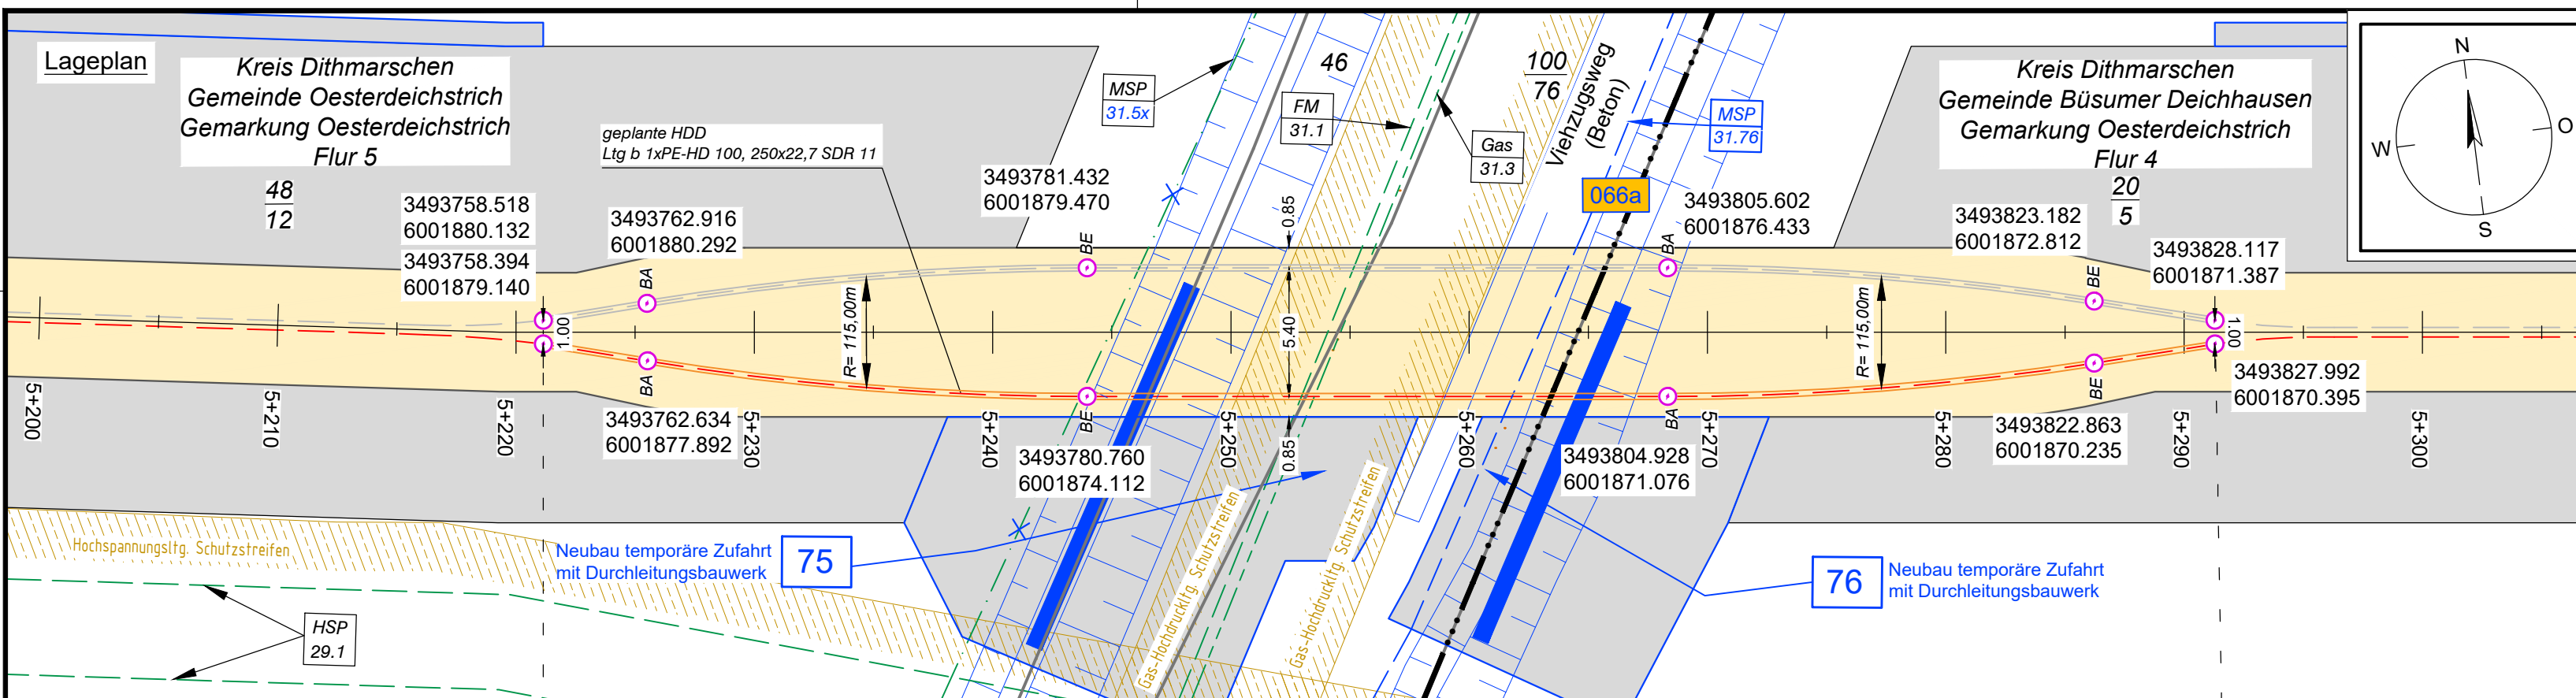 Lageplan
Kreis Dithmarschen
Gemeinde Oesterdeichstrich
Gemarkung Oesterdeichstrich
Flur 5
48
12
geplante HDD
Ltg b 1xPE-HD 100, 250x22,7 SDR 11
MSP
31.5x
46
FM
31.1
Gas
31.3
100
76
Viehzugsweg
(Beton)
MSP
31.76
066a
Kreis Dithmarschen
Gemeinde Büsumer Deichhausen
Gemarkung Oesterdeichstrich
Flur 4
20
5
N
O
S
W
3493758.518
6001880.132
3493758.394
6001879.140
3493762.916
6001880.292
3493781.432
6001879.470
3493805.602
6001876.433
3493823.182
6001872.812
3493828.117
6001871.387
BA
BE
BA
BE
0.85
5.40
0.85
1.00
R= 115,00m
R= 115,00m
1.00
BA
BE
BA
BE
5+200
5+210
5+220
5+230
5+240
5+250
5+260
5+270
5+280
5+290
5+300
3493762.634
6001877.892
3493780.760
6001874.112
3493804.928
6001871.076
3493822.863
6001870.235
3493827.992
6001870.395
Hochspannungsltg. Schutzstreifen
Neubau temporäre Zufahrt
mit Durchleitungsbauwerk
75
Gas-Hochdruckltg. Schutzstreifen
Gas-Hochdruckltg. Schutzstreifen
76
Neubau temporäre Zufahrt
mit Durchleitungsbauwerk
HSP
29.1